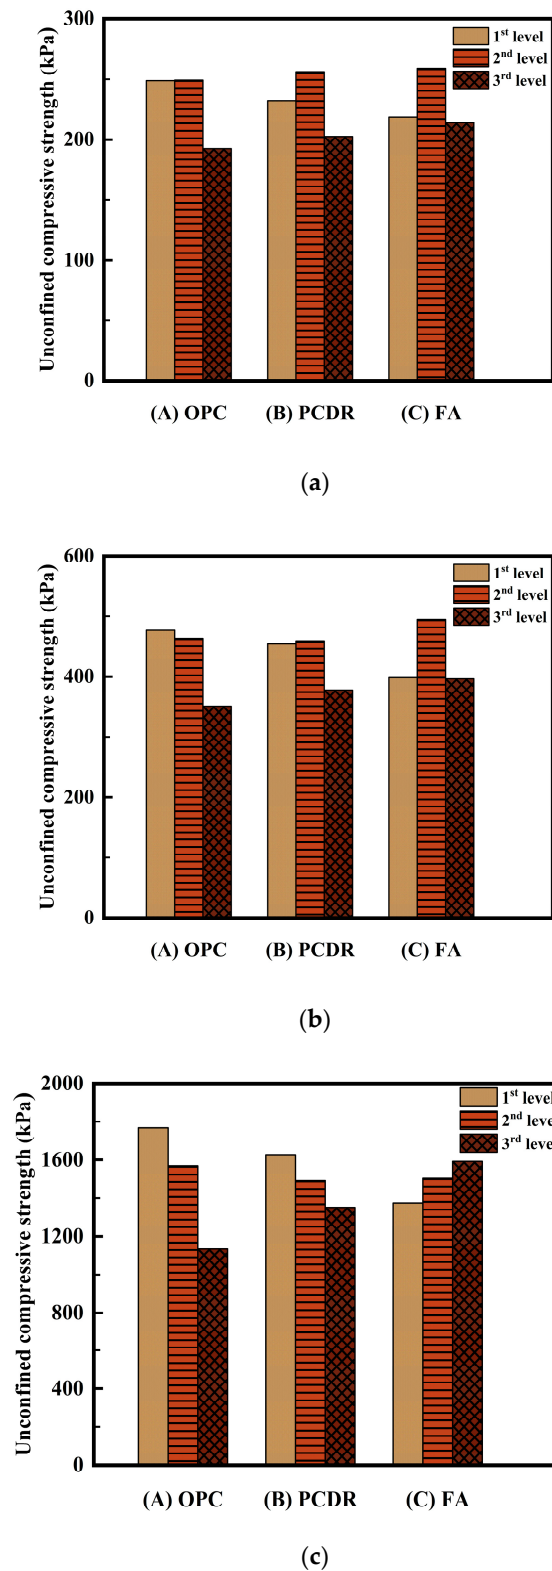 Unconfined compressive strength (kPa)
300
200
100
0
1st level
2nd level
3rd level
(A) OPC (B) PCDR (C) FA
(a)
Unconfined compressive strength (kPa)
600
400
200
0
1st level
2nd level
3rd level
(A) OPC (B) PCDR (C) FA
(b)
Unconfined compressive strength (kPa)
2000
1600
1200
800
400
0
1st level
2nd level
3rd level
(A) OPC (B) PCDR (C) FA
(c)